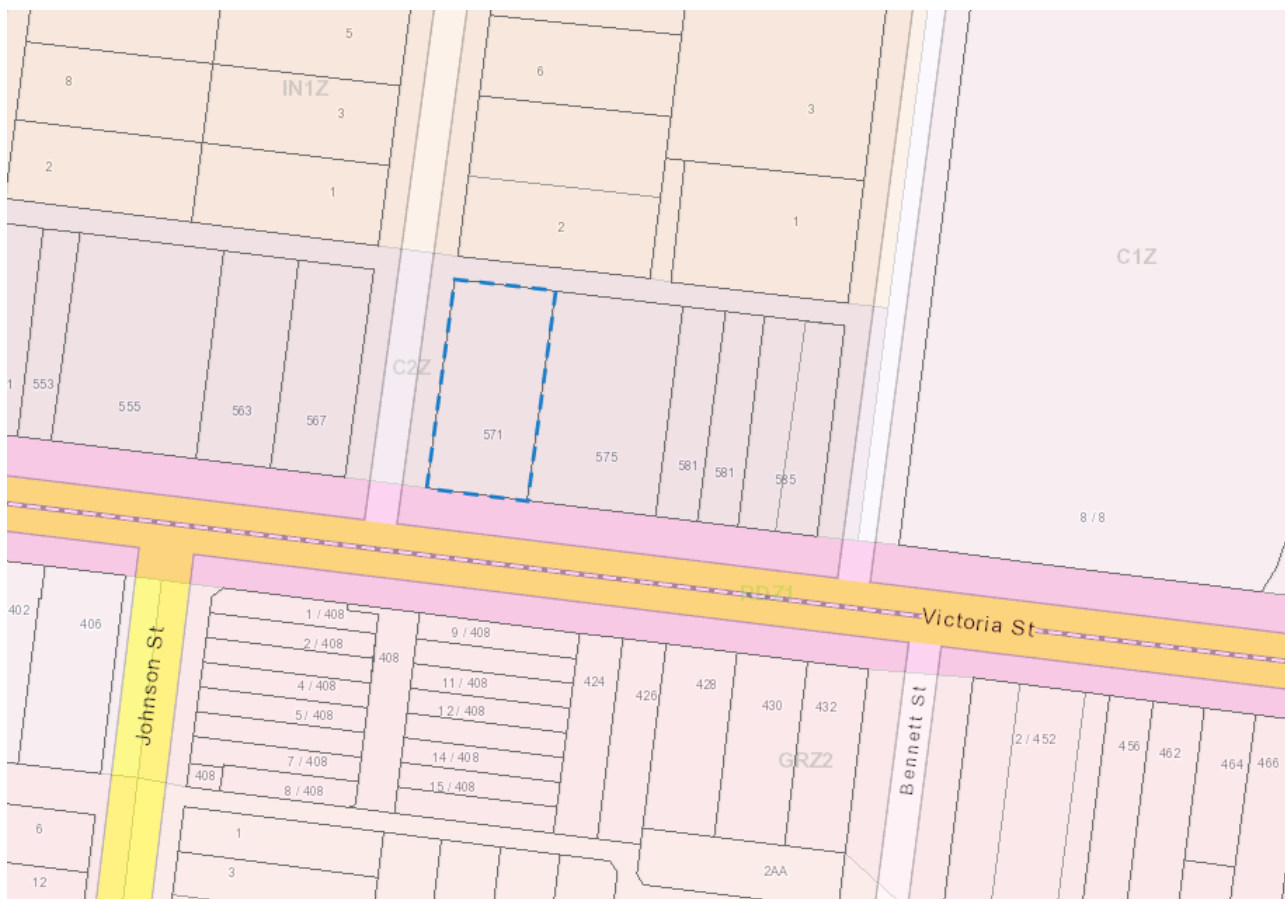 5
8
IN1Z
3
6
3
2
1
2
1
C1Z
C2Z
1
553
555
563
567
571
575
581
581
585
8 / 8
RDZ1
Victoria St
402
406
Johnson St
1 / 408
2 / 408
4 / 408
5 / 408
7 / 408
8 / 408
408
408
9 / 408
11 / 408
12 / 408
14 / 408
15 / 408
424
426
428
430
432
GRZ2
Bennett St
2 / 452
456
462
464
466
6
12
1
3
2AA